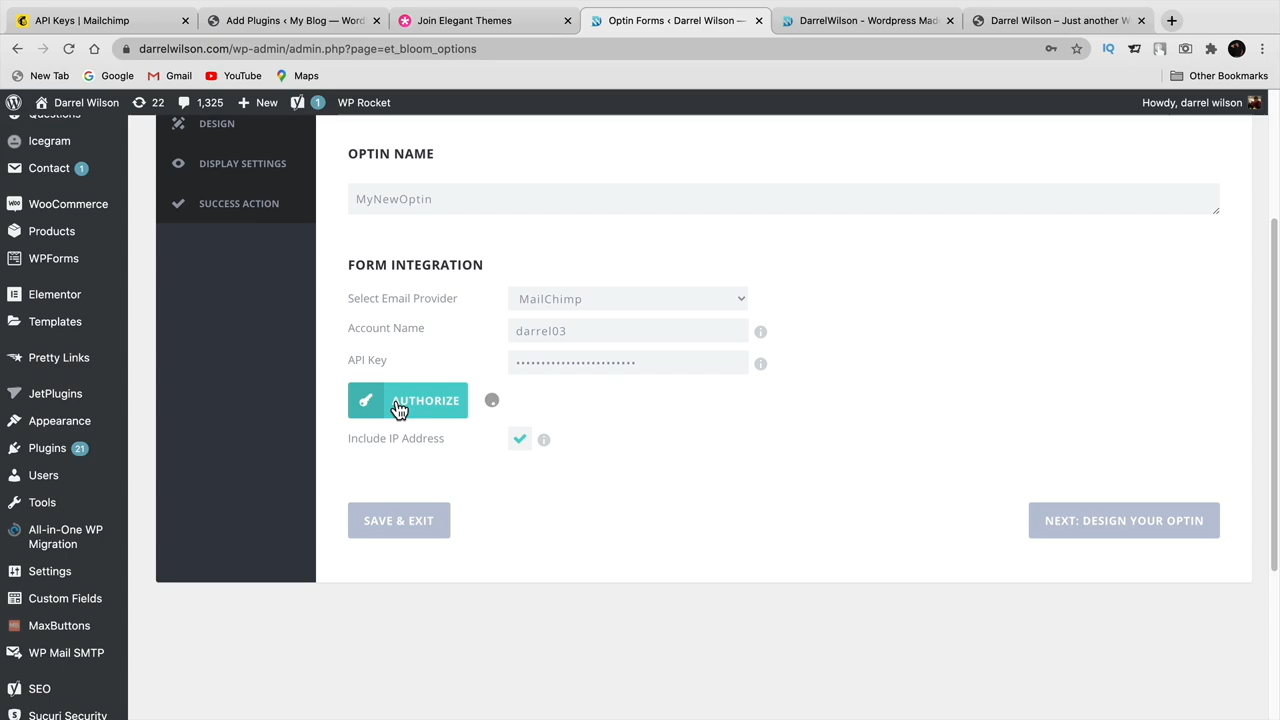 API Keys | Mailchimp
Add Plugins ‹ My Blog — Word
Join Elegant Themes
Optin Forms ‹ Darrel Wilson —
DarrelWilson - Wordpress Mad
Darrel Wilson – Just another W
darrelwilson.com/wp-admin/admin.php?page=et_bloom_options
New Tab
Google
Gmail
YouTube
Maps
Other Bookmarks
Darrel Wilson
22
1,325
New
1
WP Rocket
Howdy, darrel wilson
Questions
Icegram
Contact 1
WooCommerce
Products
WPForms
Elementor
Templates
Pretty Links
JetPlugins
Appearance
Plugins 21
Users
Tools
All-in-One WP
Migration
Settings
Custom Fields
MaxButtons
WP Mail SMTP
SEO
Sucuri Security
DESIGN
DISPLAY SETTINGS
SUCCESS ACTION
OPTIN NAME
MyNewOptin
FORM INTEGRATION
Select Email Provider
MailChimp
Account Name
darrel03
API Key
••••••••••••••••••••••••
AUTHORIZE
Include IP Address
SAVE & EXIT
NEXT: DESIGN YOUR OPTIN